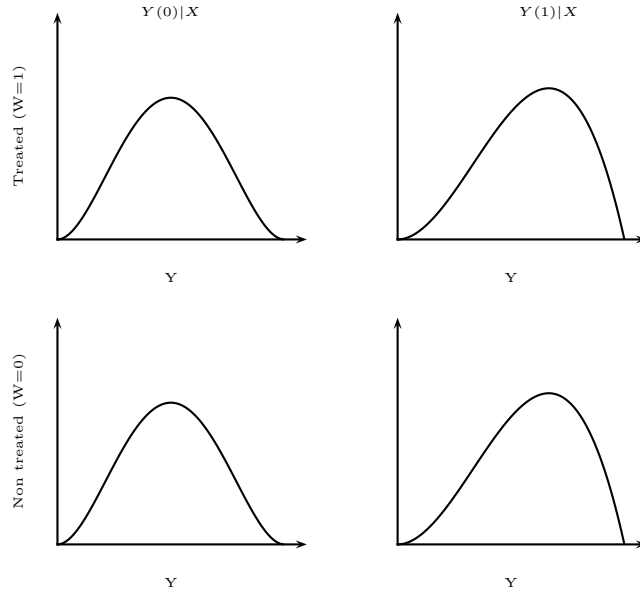 Y(0)|X
Y(1)|X
Treated (W=1)
Y
Y
Non treated (W=0)
Y
Y